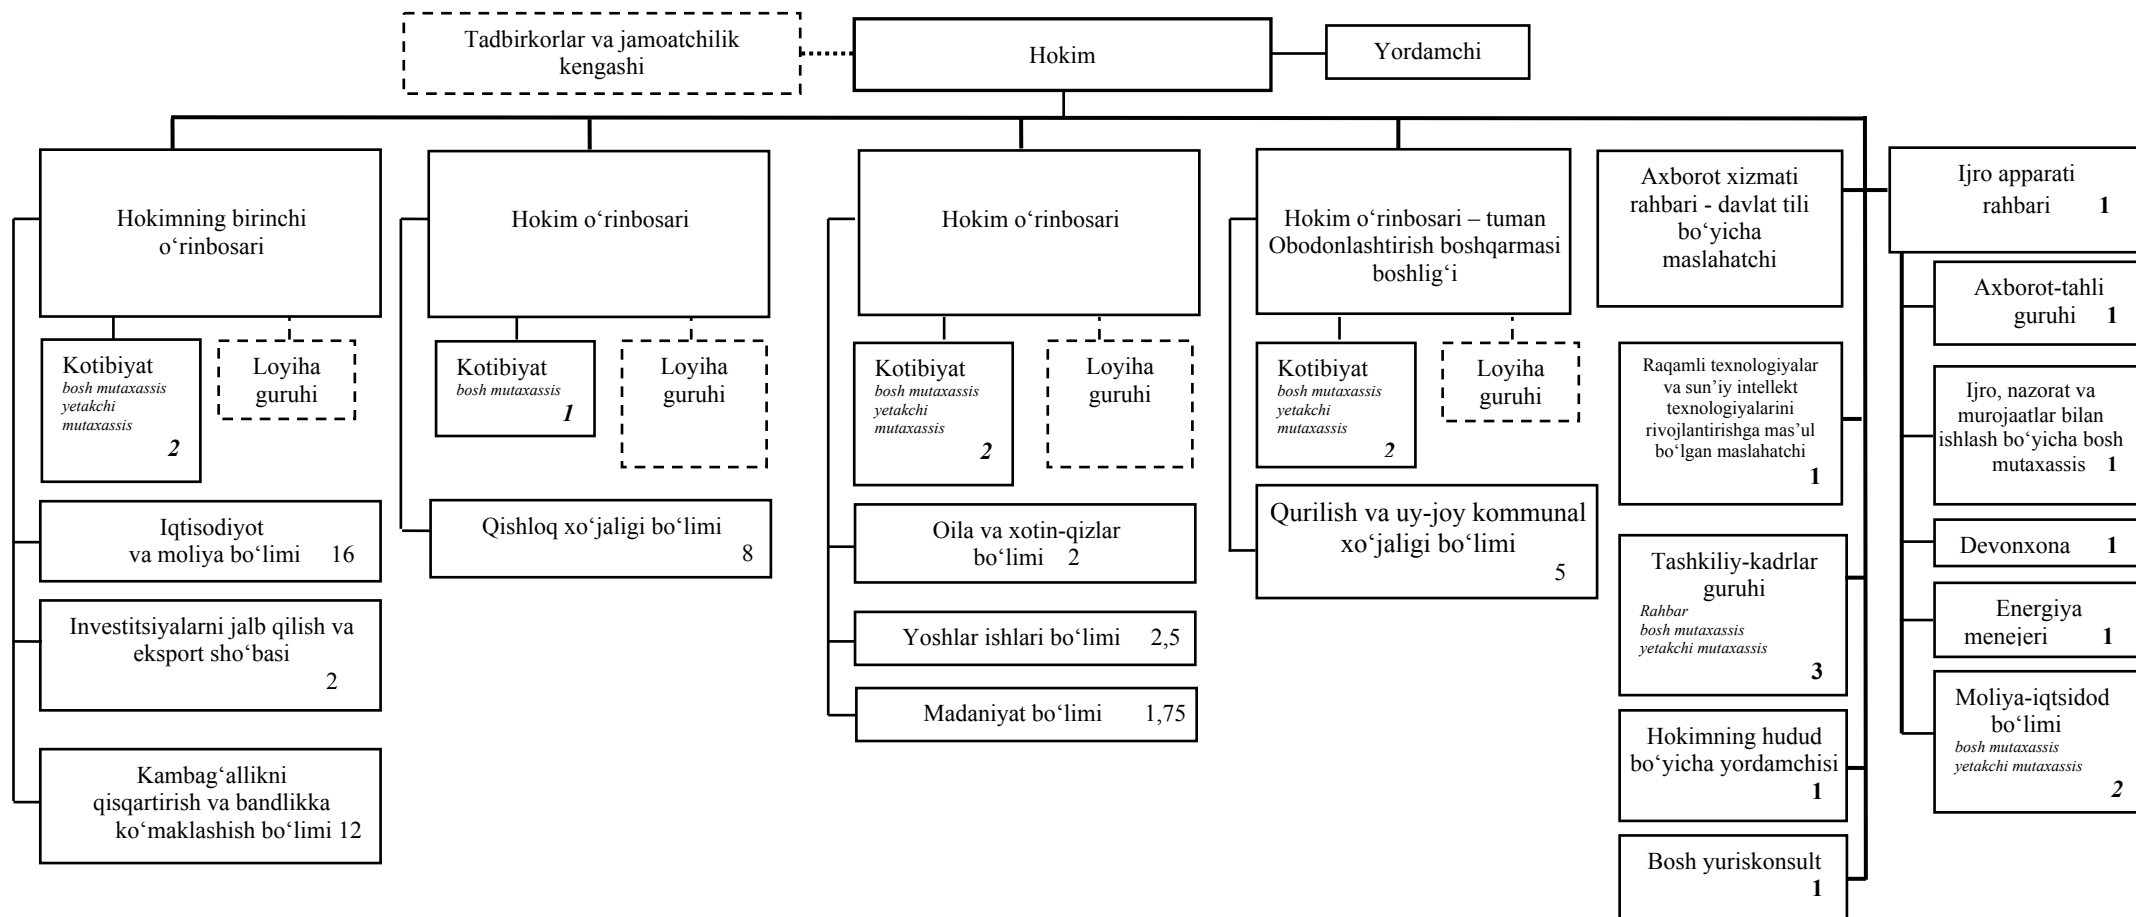 Tadbirkorlar va jamoatchilik
kengashi
Hokim
Yordamchi
Hokimning birinchi
o‘rinbosari
Kotibiyat
bosh mutaxassis
yetakchi
mutaxassis
2
Loyiha
guruhi
Iqtisodiyot
va moliya bo‘limi 16
Investitsiyalarni jalb qilish va
eksport sho‘basi
2
Kambag‘allikni
qisqartirish va bandlikka
ko‘maklashish bo‘limi 12
Hokim o‘rinbosari
Kotibiyat
bosh mutaxassis
1
Loyiha
guruhi
Qishloq xo‘jaligi bo‘limi
8
Hokim o‘rinbosari
Kotibiyat
bosh mutaxassis
yetakchi
mutaxassis
2
Loyiha
guruhi
Oila va xotin-qizlar
bo‘limi 2
Yoshlar ishlari bo‘limi 2,5
Madaniyat bo‘limi 1,75
Hokim o‘rinbosari – tuman
Obodonlashtirish boshqarmasi
boshlig‘i
Kotibiyat
bosh mutaxassis
yetakchi
mutaxassis
2
Loyiha
guruhi
Qurilish va uy-joy kommunal
xo‘jaligi bo‘limi
5
Axborot xizmati
rahbari - davlat tili
bo‘yicha
maslahatchi
Raqamli texnologiyalar
va sun’iy intellekt
texnologiyalarini
rivojlantirishga mas’ul
bo‘lgan maslahatchi
1
Tashkiliy-kadrlar
guruhi
Rahbar
bosh mutaxassis
yetakchi mutaxassis
3
Hokimning hudud
bo‘yicha yordamchisi
1
Bosh yuriskonsult
1
Ijro apparati
rahbari 1
Axborot-tahli
guruhi 1
Ijro, nazorat va
murojaatlar bilan
ishlash bo‘yicha bosh
mutaxassis 1
Devonxona 1
Energiya
menejeri 1
Moliya-iqtsidod
bo‘limi
bosh mutaxassis
yetakchi mutaxassis
2